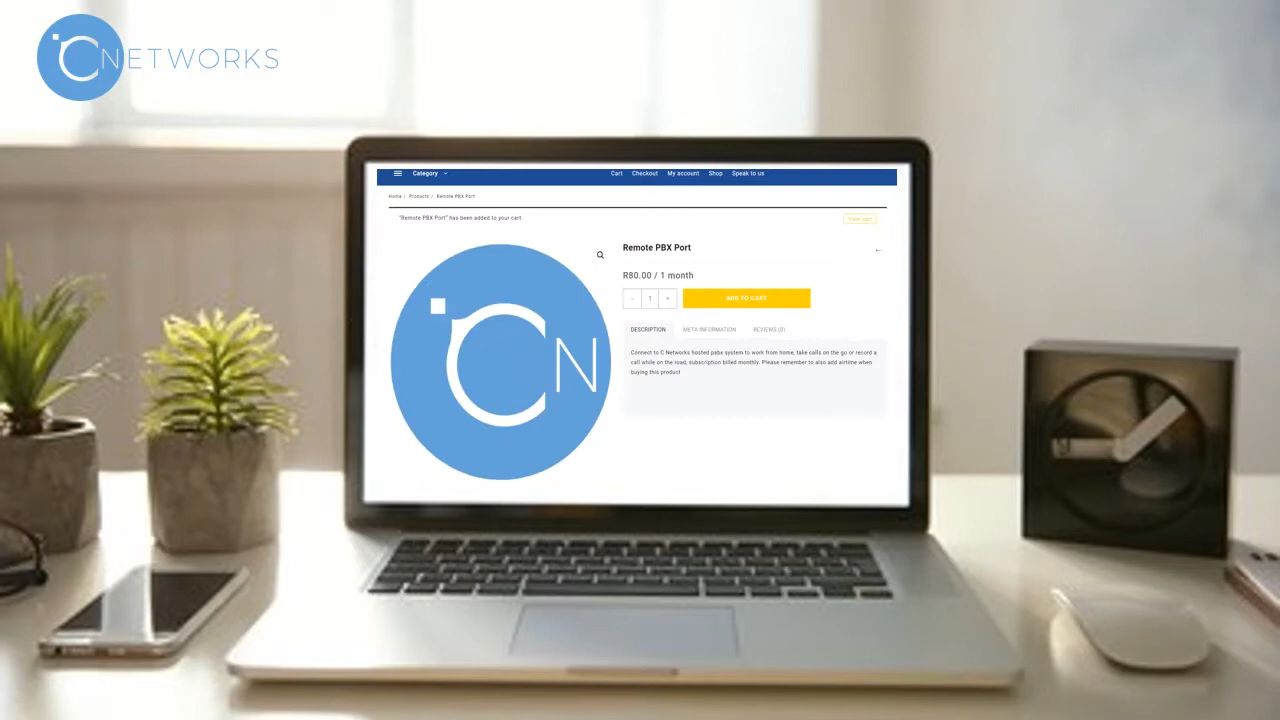 CNETWORKS
Category
Cart Checkout My account Shop Speak to us
Home / Products / Remote PBX Port
"Remote PBX Port" has been added to your cart
CN
Remote PBX Port
R80.00 / 1 month
- 1 +
ADD TO CART
DESCRIPTION META INFORMATION REVIEWS (0)
Connect to C Networks hosted pabx system to work from home, take calls on the go or record a
call while on the road, subscription billed monthly. Please remember to also add airtime when
buying this product